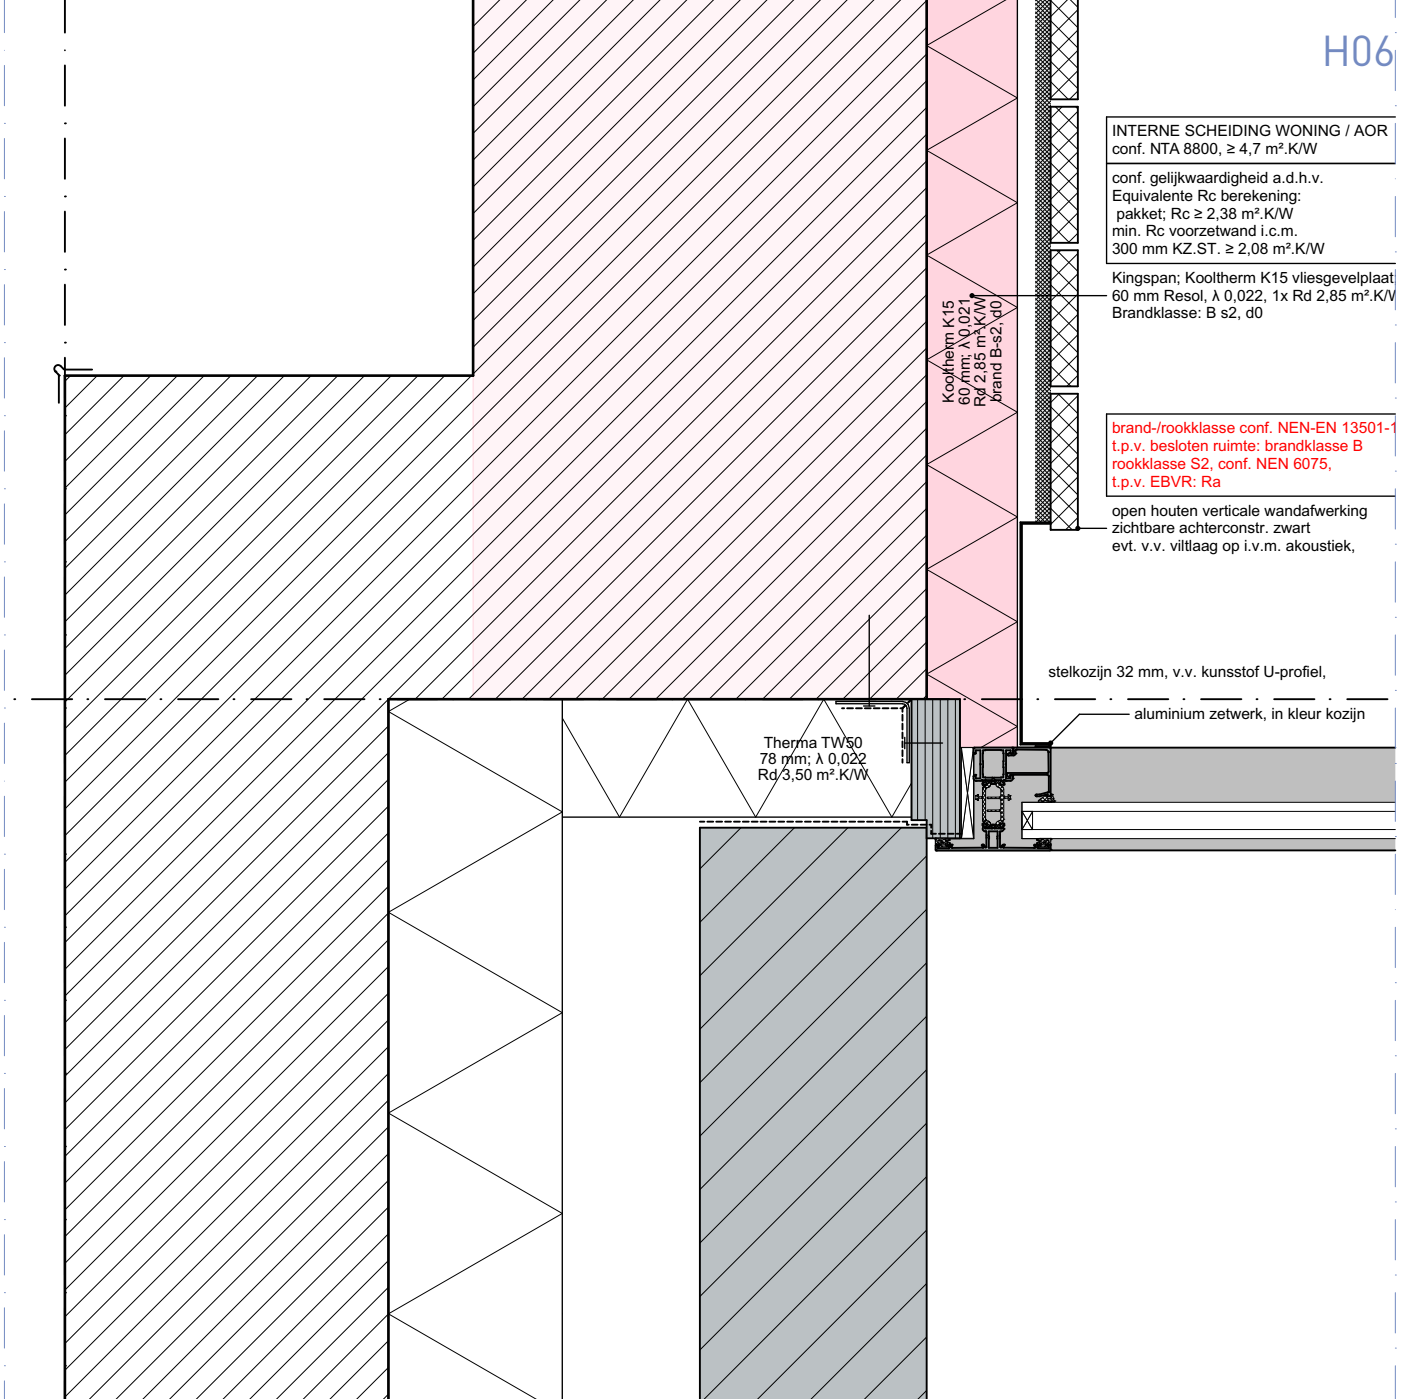 H06
INTERNE SCHEIDING WONING / AOR
conf. NTA 8800, ≥ 4,7 m².K/W
conf. gelijkwaardigheid a.d.h.v.
Equivalente Rc berekening:
pakket; Rc ≥ 2,38 m².K/W
min. Rc voorzetwand i.c.m.
300 mm KZ.ST. ≥ 2,08 m².K/W
Kingspan; Kooltherm K15 vliesgevelplaat
60 mm Resol, λ 0,022, 1x Rd 2,85 m².K/W
Brandklasse: B s2, d0
Kooltherm K15
60 mm; λ 0,021
Rd 2,85 m².K/W
brand B-s2, d0
brand-/rookklasse conf. NEN-EN 13501-1
t.p.v. besloten ruimte: brandklasse B
rookklasse S2, conf. NEN 6075,
t.p.v. EBVR: Ra
open houten verticale wandafwerking
zichtbare achterconstr. zwart
evt. v.v. viltlaag op i.v.m. akoustiek,
stelkozijn 32 mm, v.v. kunsstof U-profiel,
aluminium zetwerk, in kleur kozijn
Therma TW50
78 mm; λ 0,022
Rd 3,50 m².K/W